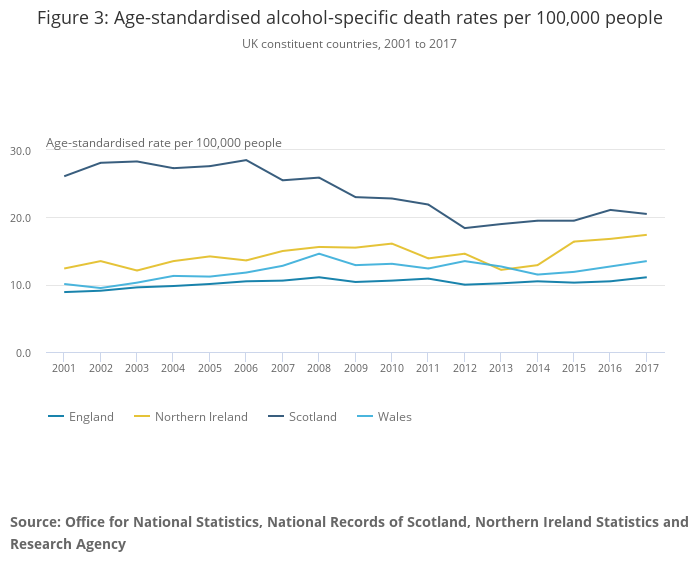 Figure 3: Age-standardised alcohol-specific death rates per 100,000 people
UK constituent countries, 2001 to 2017
Age-standardised rate per 100,000 people
30.0
20.0
10.0
0.0
2001 2002 2003 2004 2005 2006 2007 2008 2009 2010 2011 2012 2013 2014 2015 2016 2017
England Northern Ireland Scotland Wales
Source: Office for National Statistics, National Records of Scotland, Northern Ireland Statistics and
Research Agency